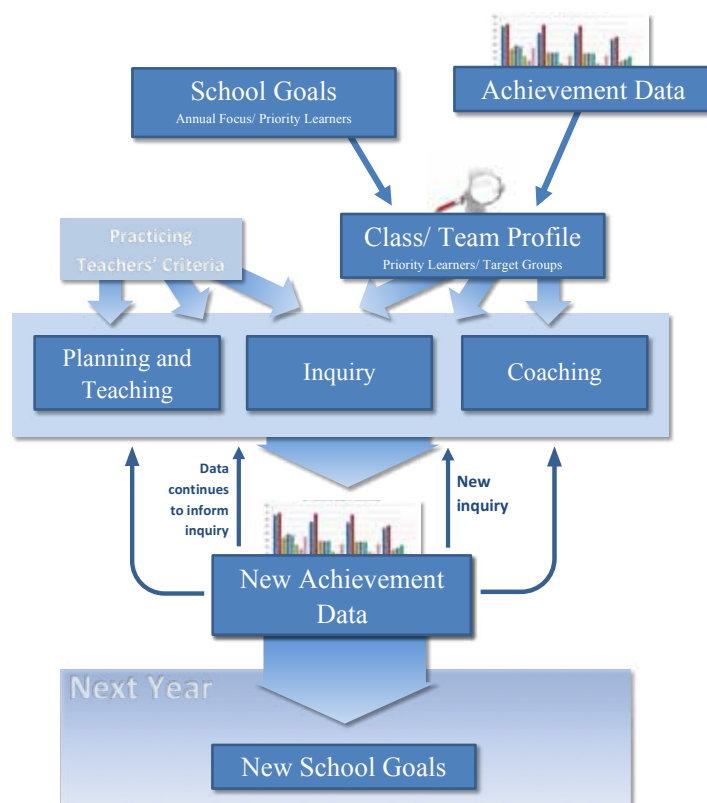 School Goals
Annual Focus/ Priority Learners
Achievement Data
Practicing
Teachers' Criteria
Class/ Team Profile
Priority Learners/ Target Groups
Planning and
Teaching
Inquiry
Coaching
Data
continues
to inform
inquiry
New
inquiry
New Achievement
Data
Next Year
New School Goals